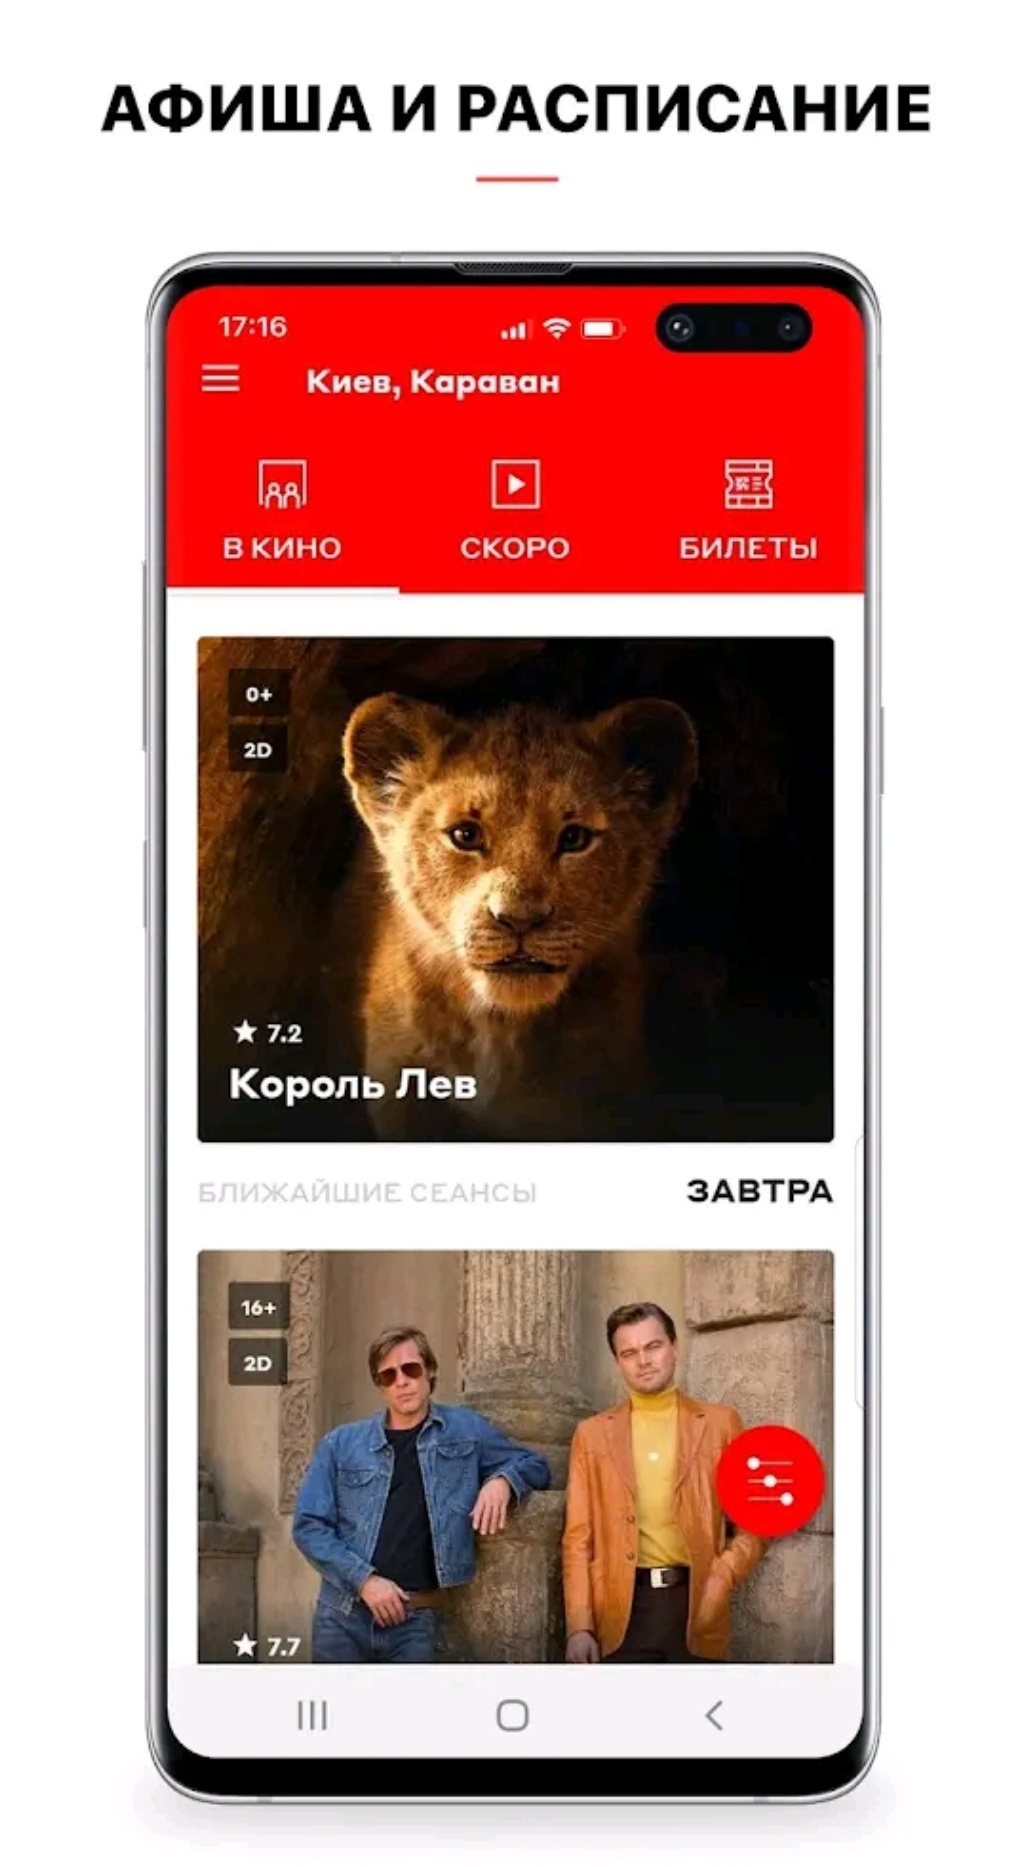 АФИША И РАСПИСАНИЕ
17:16
Киев, Караван
В КИНО
СКОРО
БИЛЕТЫ
0+
2D
★ 7.2
Король Лев
БЛИЖАЙШИЕ СЕАНСЫ
ЗАВТРА
16+
2D
★ 7.7